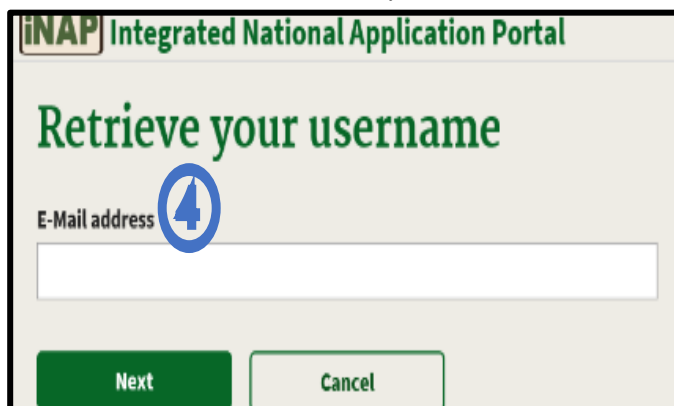 iNAP Integrated National Application Portal
Retrieve your username
E-Mail address 4
Next Cancel